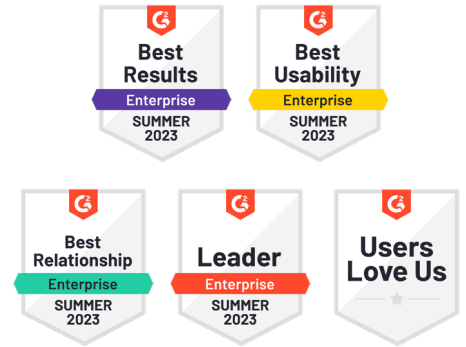 G2
Best
Results
Enterprise
SUMMER
2023
G2
Best
Usability
Enterprise
SUMMER
2023
G2
Best
Relationship
Enterprise
SUMMER
2023
G2
Leader
Enterprise
SUMMER
2023
G2
Users
Love Us